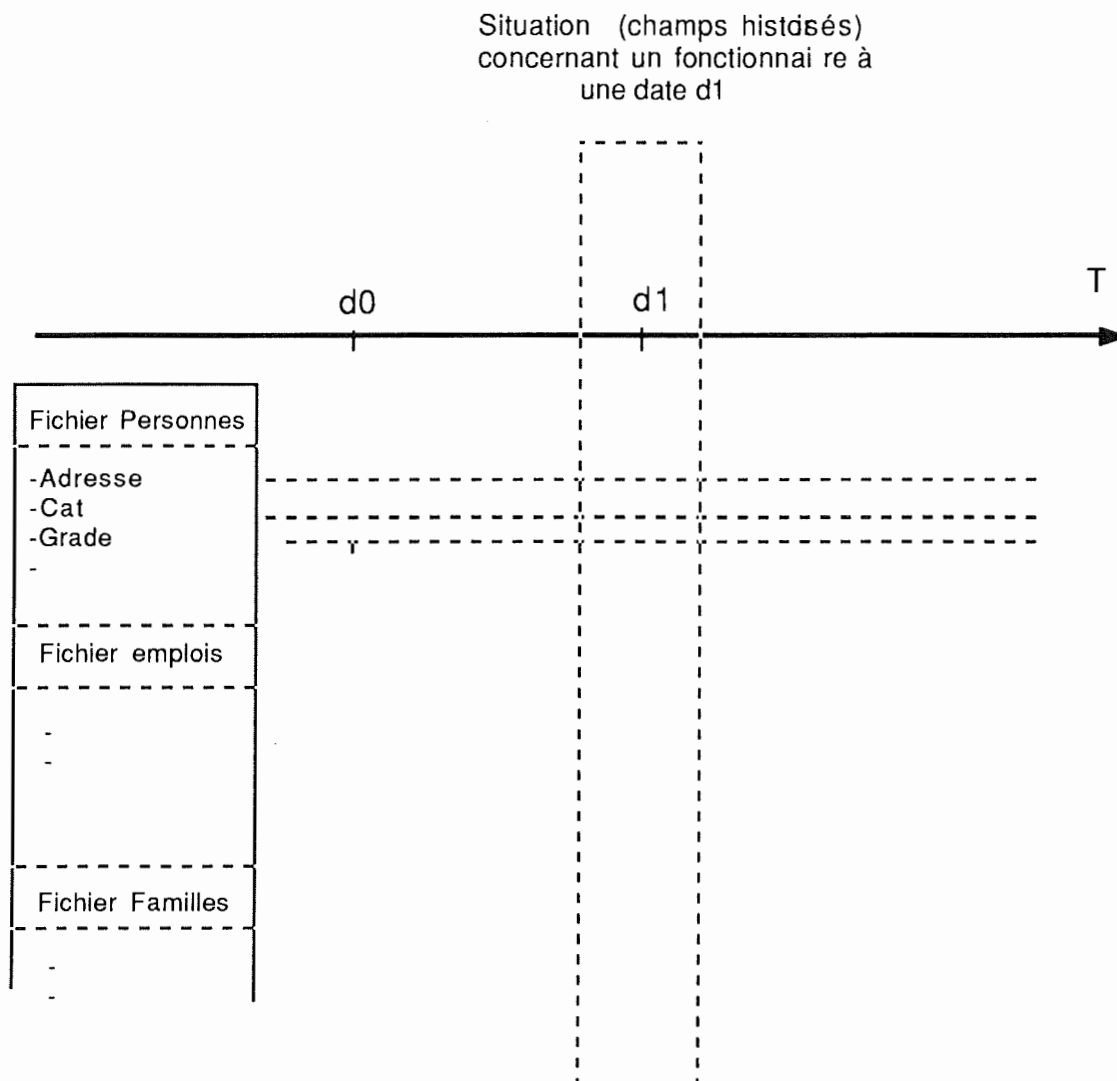 Situation (champs histoisés)
concernant un fonctionnai re à
une date d1
T
d0
d1
Fichier Personnes
-Adresse
-Cat
-Grade
-
Fichier emplois
-
-
Fichier Familles
-
-